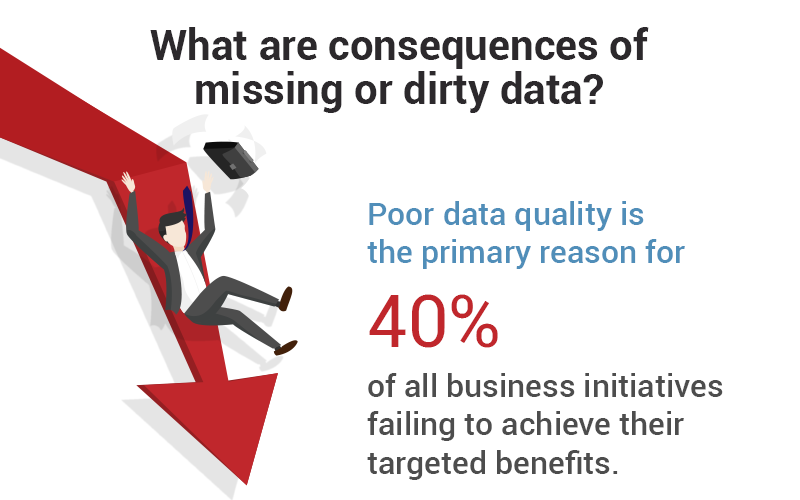 What are consequences of
missing or dirty data?
Poor data quality is
the primary reason for
40%
of all business initiatives
failing to achieve their
targeted benefits.